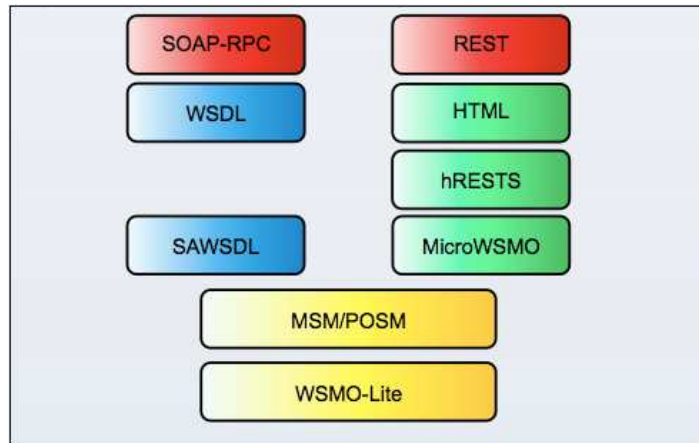 SOAP-RPC
REST
WSDL
HTML
hRESTS
SAWSDL
MicroWSMO
MSM/POSM
WSMO-Lite